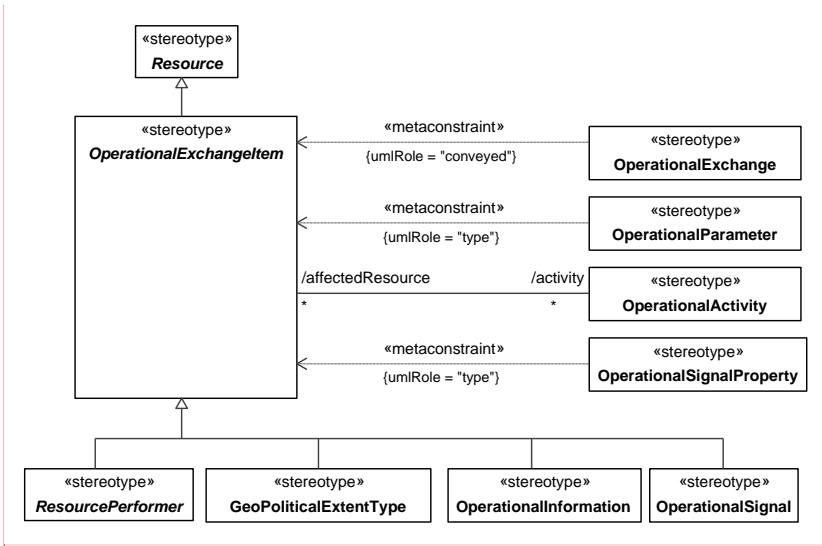 «stereotype»
Resource
«stereotype»
OperationalExchangeItem
«metaconstraint»
{umlRole = "conveyed"}
«stereotype»
OperationalExchange
«metaconstraint»
{umlRole = "type"}
«stereotype»
OperationalParameter
/affectedResource /activity
* *
«stereotype»
OperationalActivity
«metaconstraint»
{umlRole = "type"}
«stereotype»
OperationalSignalProperty
«stereotype»
ResourcePerformer
«stereotype»
GeoPoliticalExtentType
«stereotype»
OperationalInformation
«stereotype»
OperationalSignal